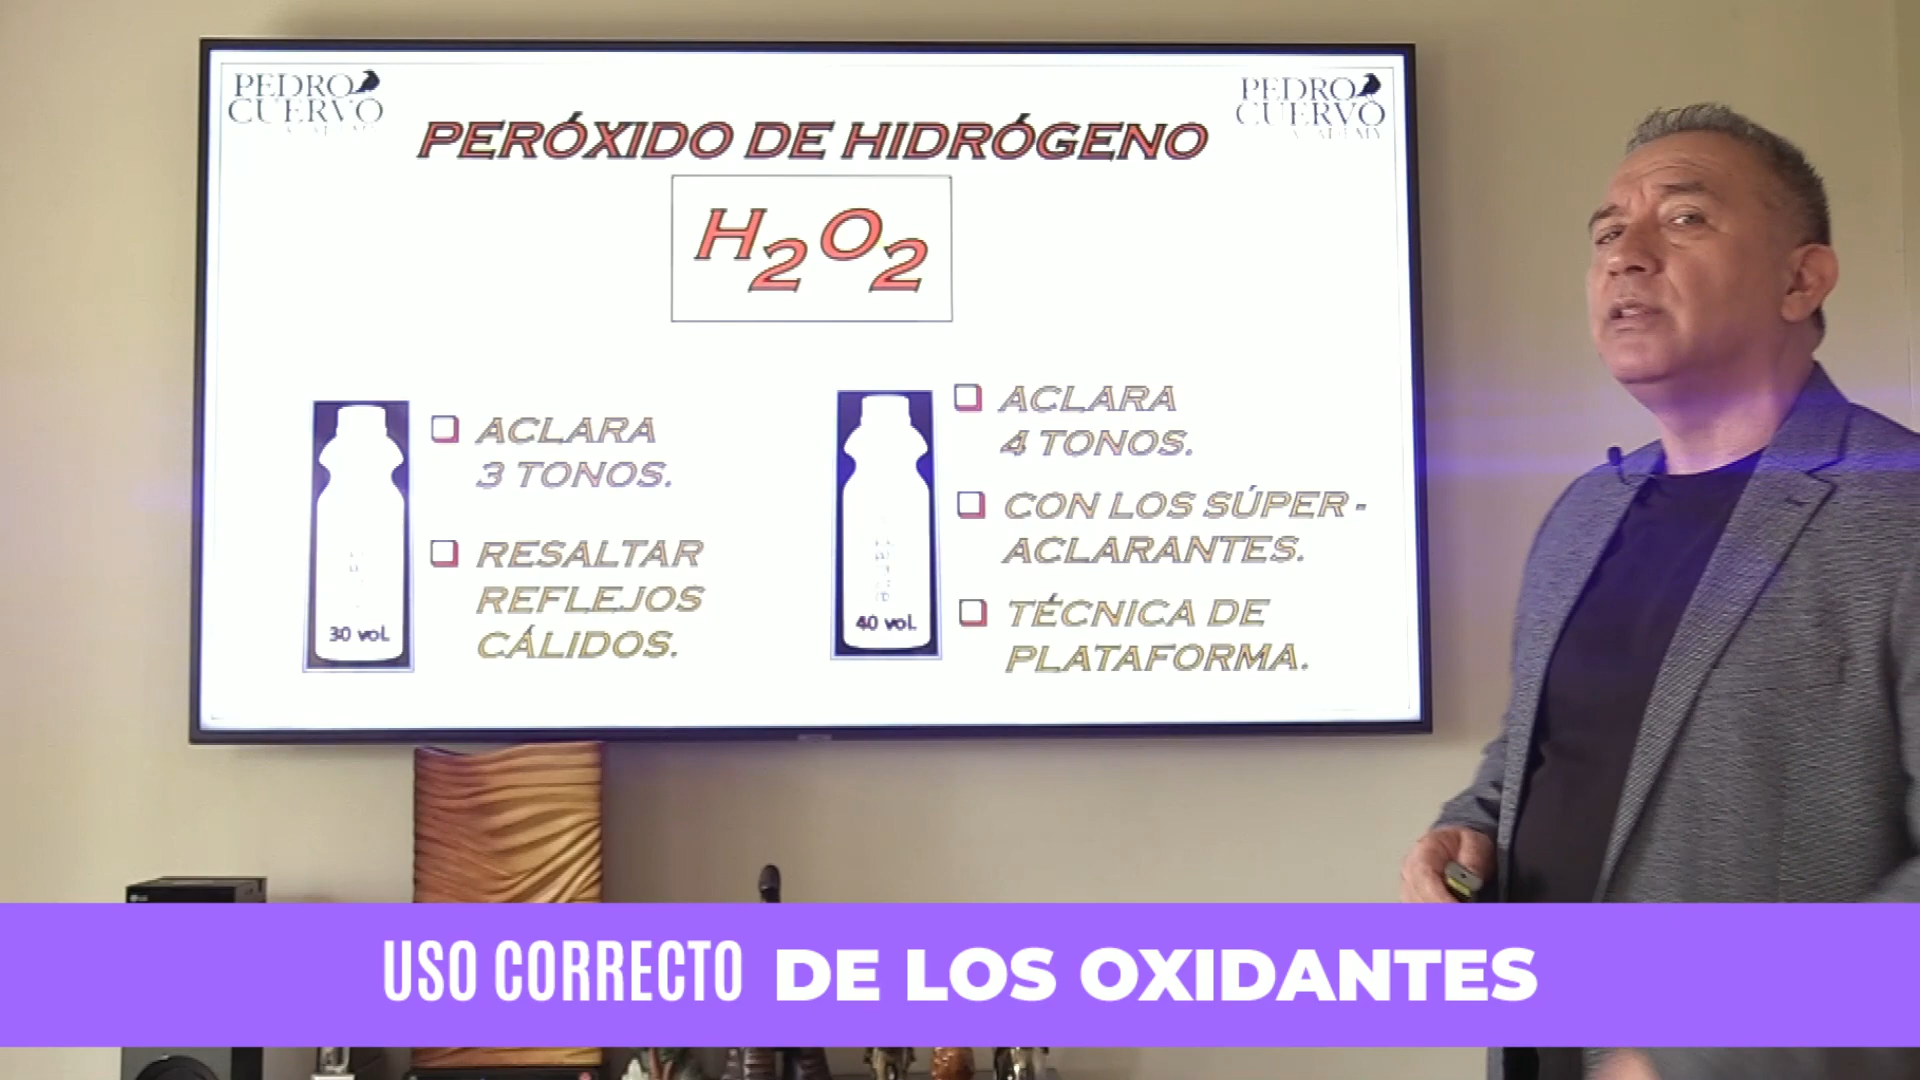 PEDRO
CUERVO
PEDRO
CUERVO
ACADEMY
PERÓXIDO DE HIDRÓGENO
H2O2
ACLARA
3 TONOS.
RESALTAR
REFLEJOS
CÁLIDOS.
30 vol.
ACLARA
4 TONOS.
CON LOS SÚPER -
ACLARANTES.
TÉCNICA DE
PLATAFORMA.
40 vol.
USO CORRECTO DE LOS OXIDANTES